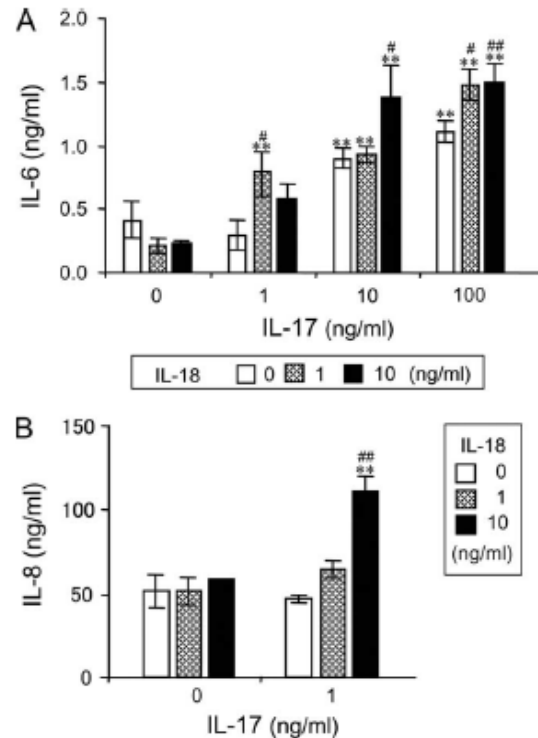 A
2.0
1.5
1.0
0.5
0.0
IL-6 (ng/ml)
#
**
** **
#
**
**
#
**
##
**
0 1 10 100
IL-17 (ng/ml)
IL-18 0 1 10 (ng/ml)
B
150
100
50
0
IL-8 (ng/ml)
##
**
0 1
IL-17 (ng/ml)
IL-18
0
1
10
(ng/ml)